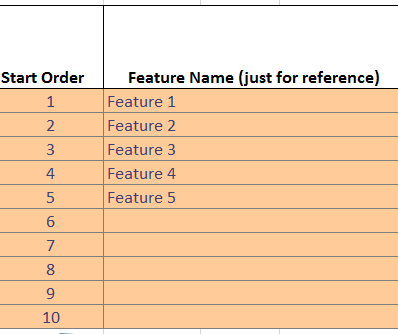 Start Order Feature Name (just for reference)
1 Feature 1
2 Feature 2
3 Feature 3
4 Feature 4
5 Feature 5
6
7
8
9
10